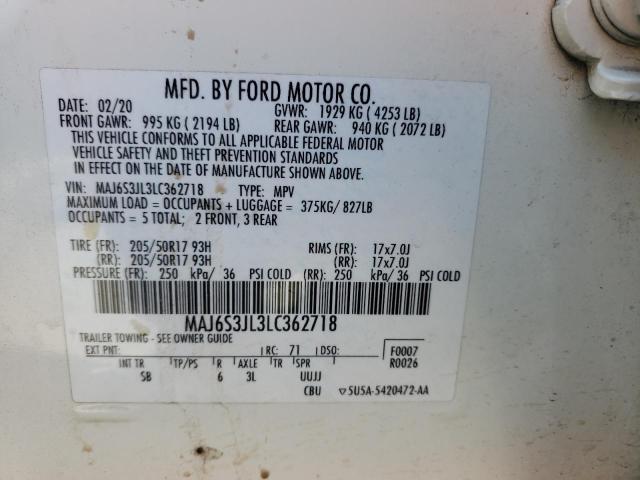 MFD. BY FORD MOTOR CO.
DATE: 02/20 GVWR: 1929 KG ( 4253 LB)
FRONT GAWR: 995 KG ( 2194 LB) REAR GAWR: 940 KG ( 2072 LB)
THIS VEHICLE CONFORMS TO ALL APPLICABLE FEDERAL MOTOR
VEHICLE SAFETY AND THEFT PREVENTION STANDARDS
IN EFFECT ON THE DATE OF MANUFACTURE SHOWN ABOVE.
VIN: MAJ6S3JL3LC362718 TYPE: MPV
MAXIMUM LOAD = OCCUPANTS + LUGGAGE = 375KG/ 827LB
OCCUPANTS = 5 TOTAL; 2 FRONT, 3 REAR
TIRE (FR): 205/50R17 93H RIMS (FR): 17x7.0J
(RR): 205/50R17 93H (RR): 17x7.0J
PRESSURE (FR): 250 kPa/ 36 PSI COLD (RR): 250 kPa/ 36 PSI COLD
MAJ6S3JL3LC362718
TRAILER TOWING - SEE OWNER GUIDE
EXT PNT: RC: 71 DSO: F0007
R0026
INT TR TP/PS R AXLE TR SPR
SB 6 3L UUJJ
CBU ▽5U5A-5420472-AA